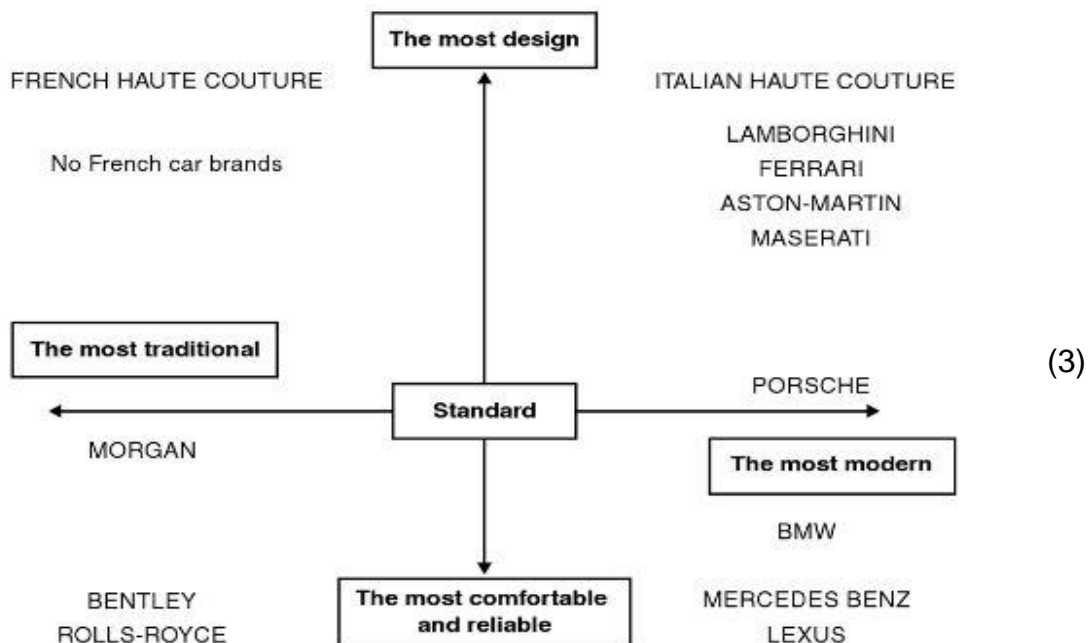 The most design
FRENCH HAUTE COUTURE
ITALIAN HAUTE COUTURE
No French car brands
LAMBORGHINI
FERRARI
ASTON-MARTIN
MASERATI
The most traditional
(3)
PORSCHE
Standard
MORGAN
The most modern
BMW
BENTLEY
ROLLS-ROYCE
The most comfortable
and reliable
MERCEDES BENZ
LEXUS